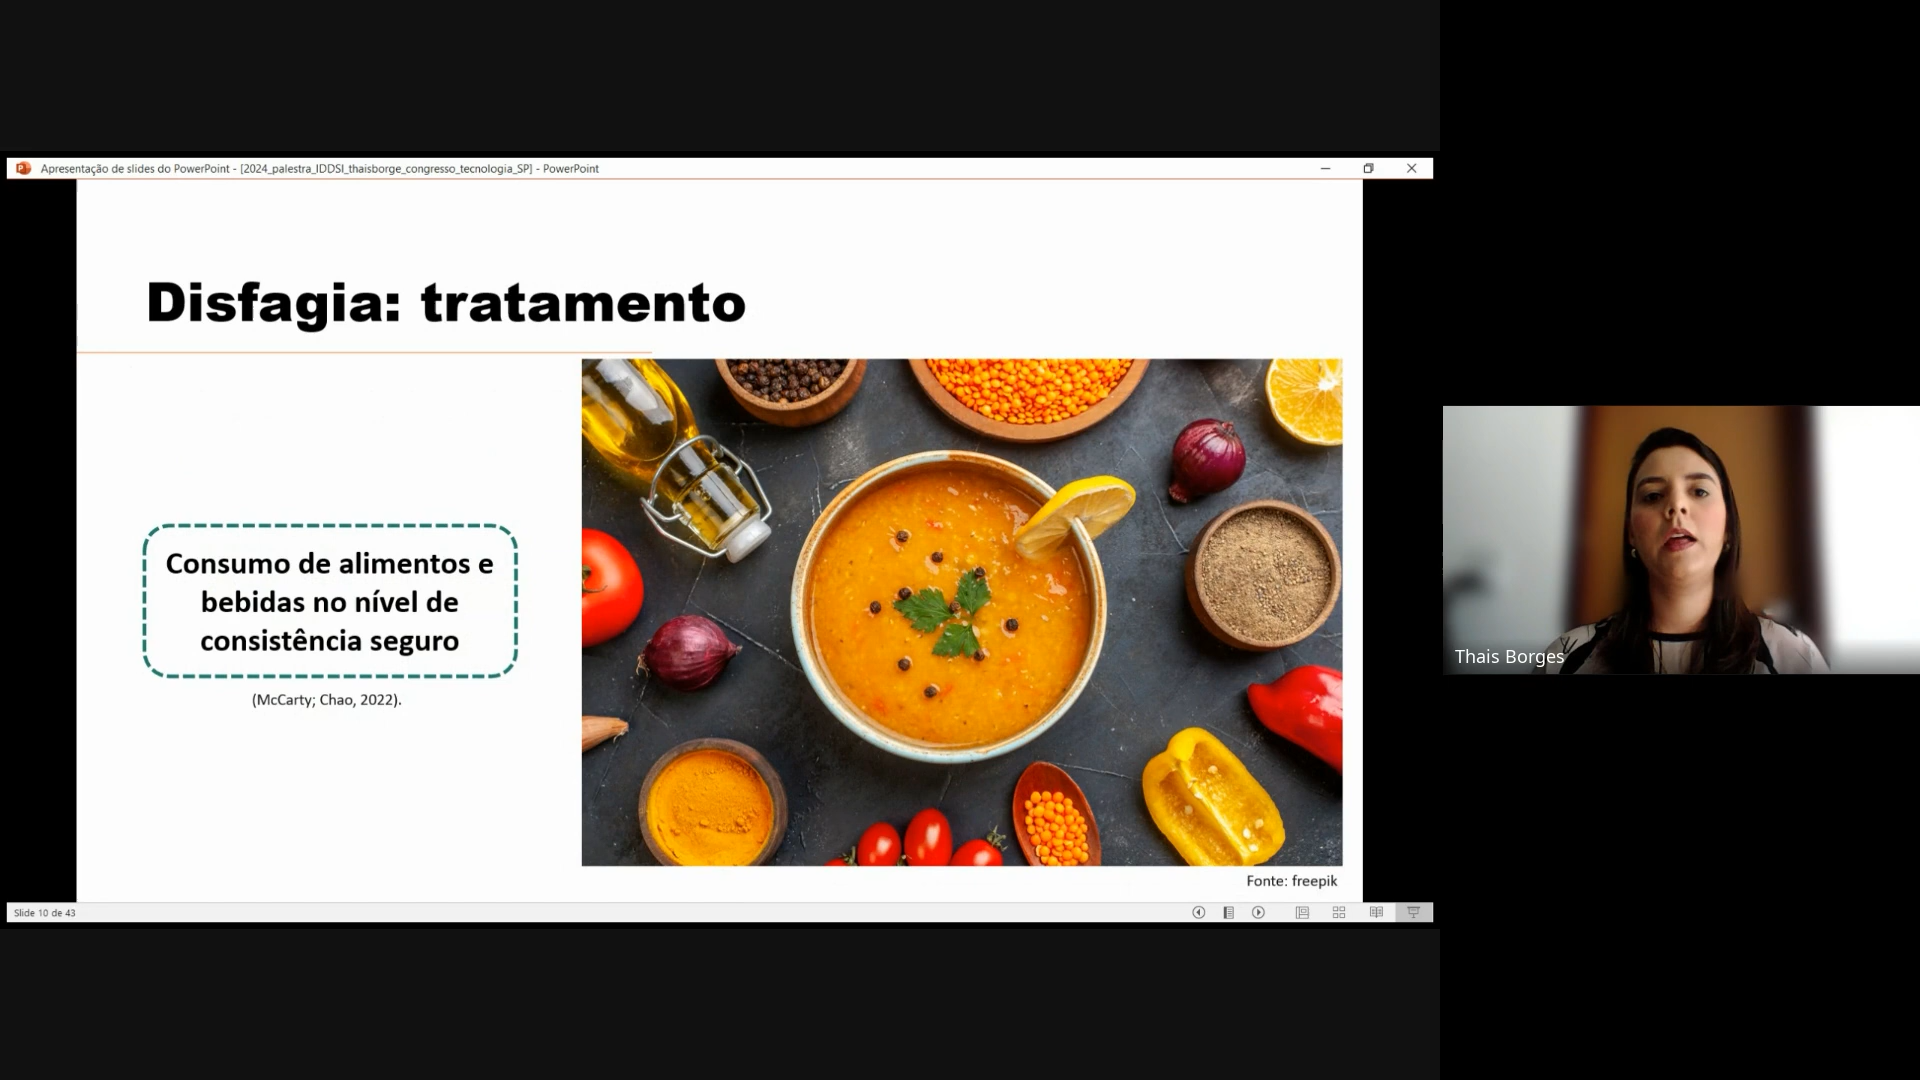 Apresentação de slides do PowerPoint - [2024_palestra_IDDSI_thaisborge_congresso_tecnologia_SP] - PowerPoint
Disfagia: tratamento
Consumo de alimentos e
bebidas no nível de
consistência seguro
(McCarty; Chao, 2022).
Fonte: freepik
Slide 10 de 43
Thais Borges